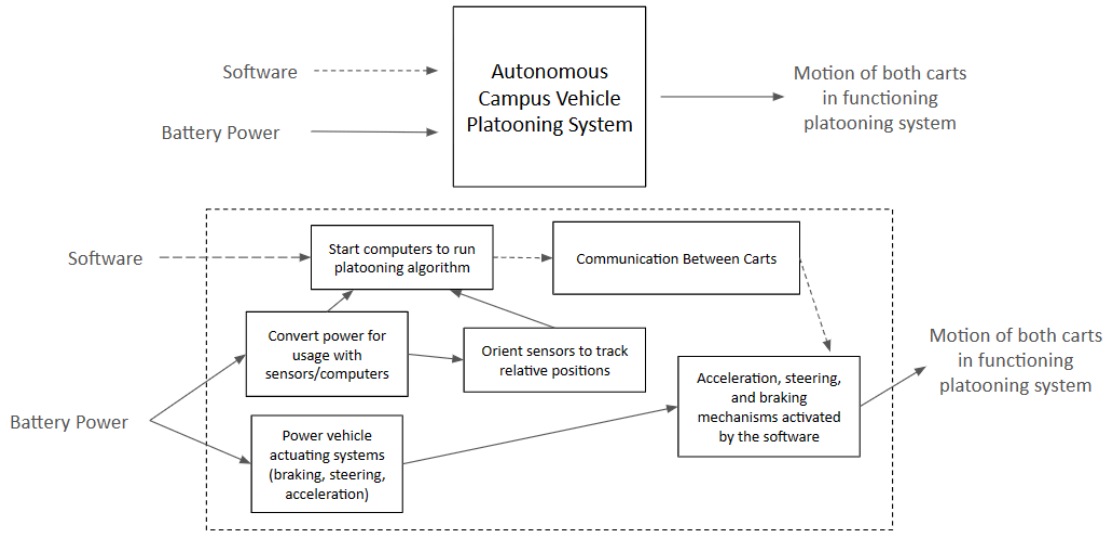 Software
Battery Power
Autonomous
Campus Vehicle
Platooning System
Motion of both carts
in functioning
platooning system
Software
Start computers to run
platooning algorithm
Communication Between Carts
Convert power for
usage with
sensors/computers
Orient sensors to track
relative positions
Battery Power
Power vehicle
actuating systems
(braking, steering,
acceleration)
Acceleration, steering,
and braking
mechanisms activated
by the software
Motion of both carts
in functioning
platooning system